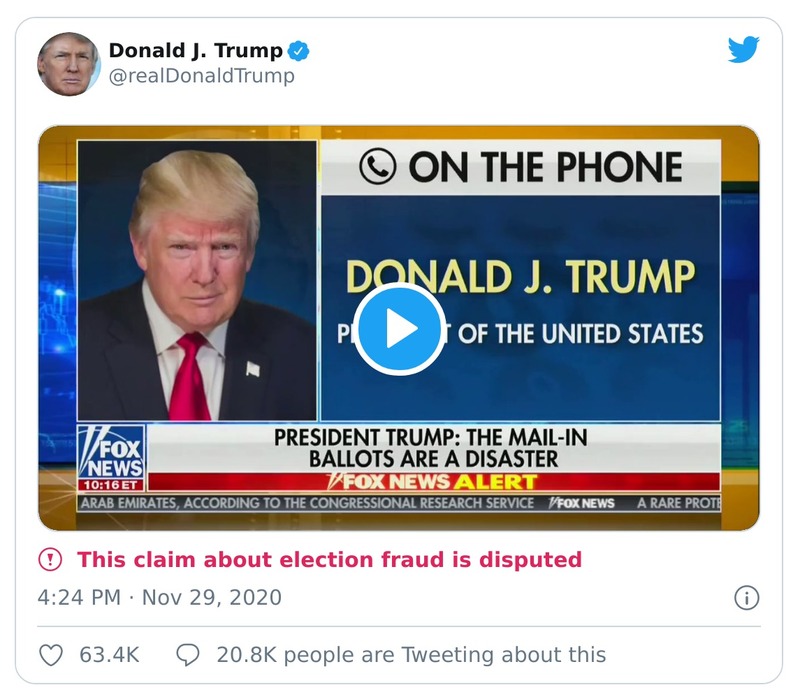 Donald J. Trump
@realDonaldTrump
ON THE PHONE
DONALD J. TRUMP
OF THE UNITED STATES
PRESIDENT TRUMP: THE MAIL-IN
BALLOTS ARE A DISASTER
FOX
NEWS
FOX NEWS ALERT
10:16 ET
ARAB EMIRATES, ACCORDING TO THE CONGRESSIONAL RESEARCH SERVICE FOX NEWS A RARE
This claim about election fraud is disputed
4:24 PM · Nov 29, 2020
63.4K 20.8K people are Tweeting about this